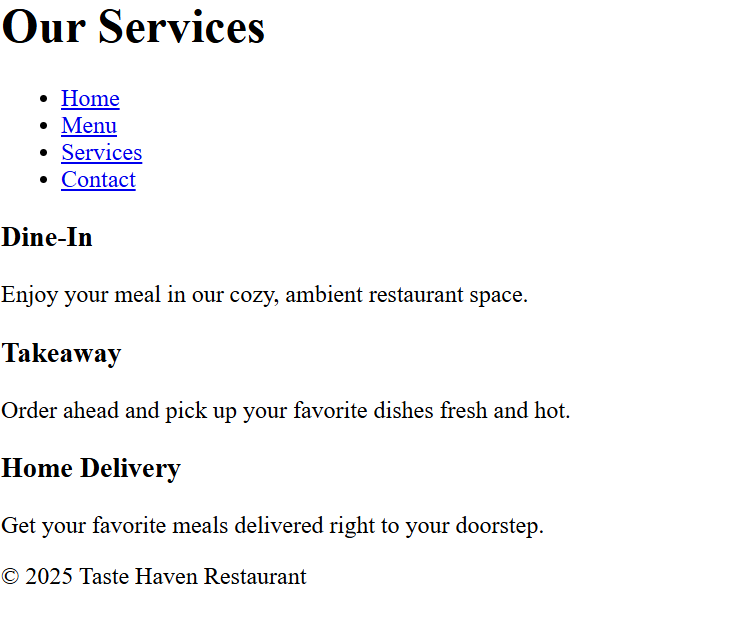 Our Services
Home
Menu
Services
Contact
Dine-In
Enjoy your meal in our cozy, ambient restaurant space.
Takeaway
Order ahead and pick up your favorite dishes fresh and hot.
Home Delivery
Get your favorite meals delivered right to your doorstep.
© 2025 Taste Haven Restaurant